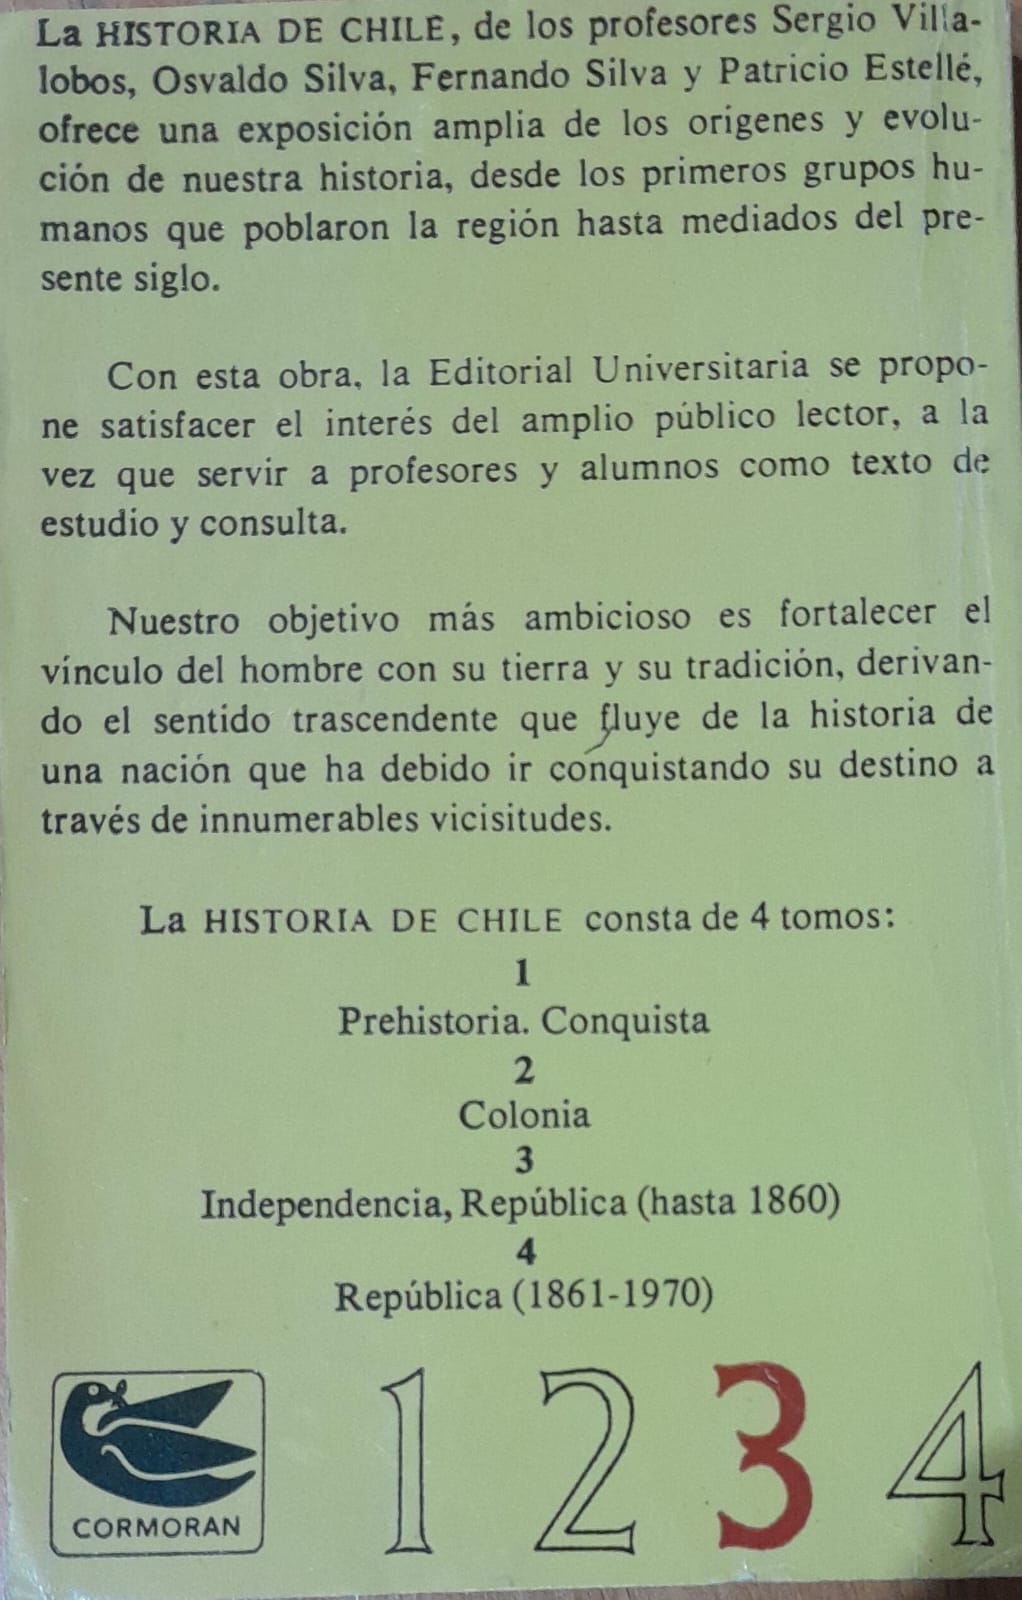 La HISTORIA DE CHILE, de los profesores Sergio Villa-
lobos, Osvaldo Silva, Fernando Silva y Patricio Estellé,
ofrece una exposición amplia de los orígenes y evolu-
ción de nuestra historia, desde los primeros grupos hu-
manos que poblaron la región hasta mediados del pre-
sente siglo.
Con esta obra, la Editorial Universitaria se propo-
ne satisfacer el interés del amplio público lector, a la
vez que servir a profesores y alumnos como texto de
estudio y consulta.
Nuestro objetivo más ambicioso es fortalecer el
vínculo del hombre con su tierra y su tradición, derivan-
do el sentido trascendente que fluye de la historia de
una nación que ha debido ir conquistando su destino a
través de innumerables vicisitudes.
La HISTORIA DE CHILE consta de 4 tomos:
1
Prehistoria. Conquista
2
Colonia
3
Independencia, República (hasta 1860)
4
República (1861-1970)
CORMORAN
1 2 3 4